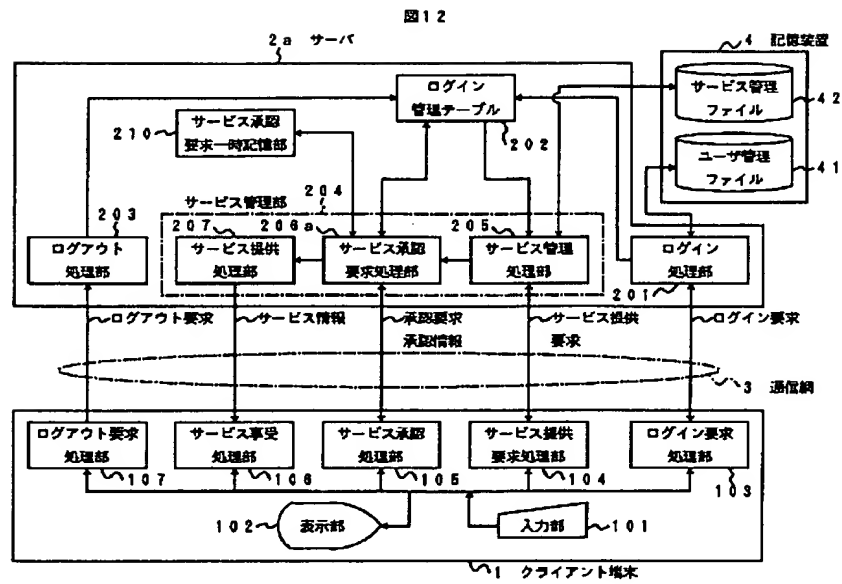 図12
2a サーバ
4 記憶装置
ログイン
管理テーブル
202
サービス管理
ファイル
42
ユーザ管理
ファイル
41
210
サービス承認
要求一時記憶部
サービス管理部
204
203
ログアウト
処理部
207
サービス提供
処理部
206a
サービス承認
要求処理部
205
サービス管理
処理部
ログイン
処理部
201
ログアウト要求
サービス情報
承認要求
承認情報
サービス提供
要求
ログイン要求
3 通信網
ログアウト要求
処理部
107
サービス享受
処理部
106
サービス承認
処理部
105
サービス提供
要求処理部
104
ログイン要求
処理部
103
102
表示部
入力部
101
1 クライアント端末